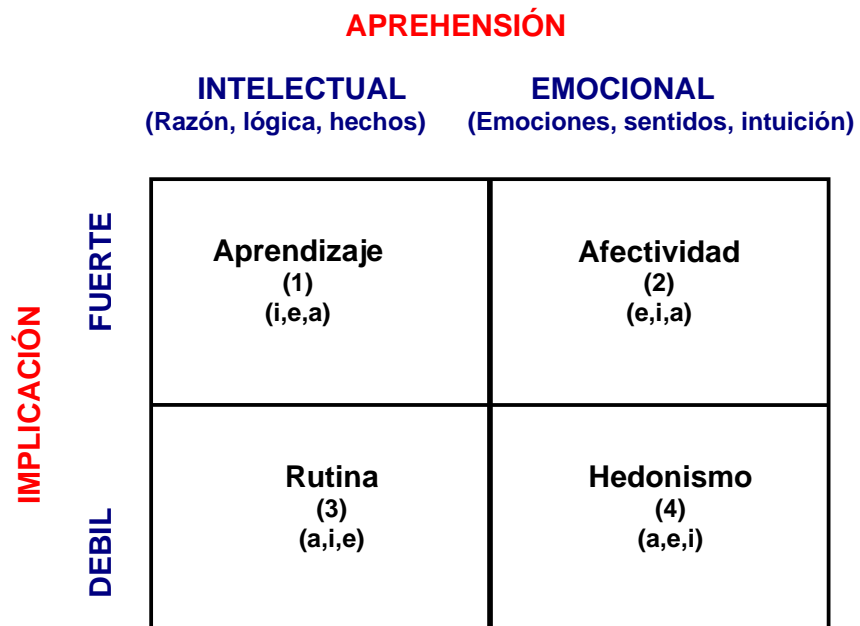 APREHENSIÓN
INTELECTUAL
(Razón, lógica, hechos)
EMOCIONAL
(Emociones, sentidos, intuición)
IMPLICACIÓN
FUERTE
Aprendizaje
(1)
(i,e,a)
Afectividad
(2)
(e,i,a)
DEBIL
Rutina
(3)
(a,i,e)
Hedonismo
(4)
(a,e,i)